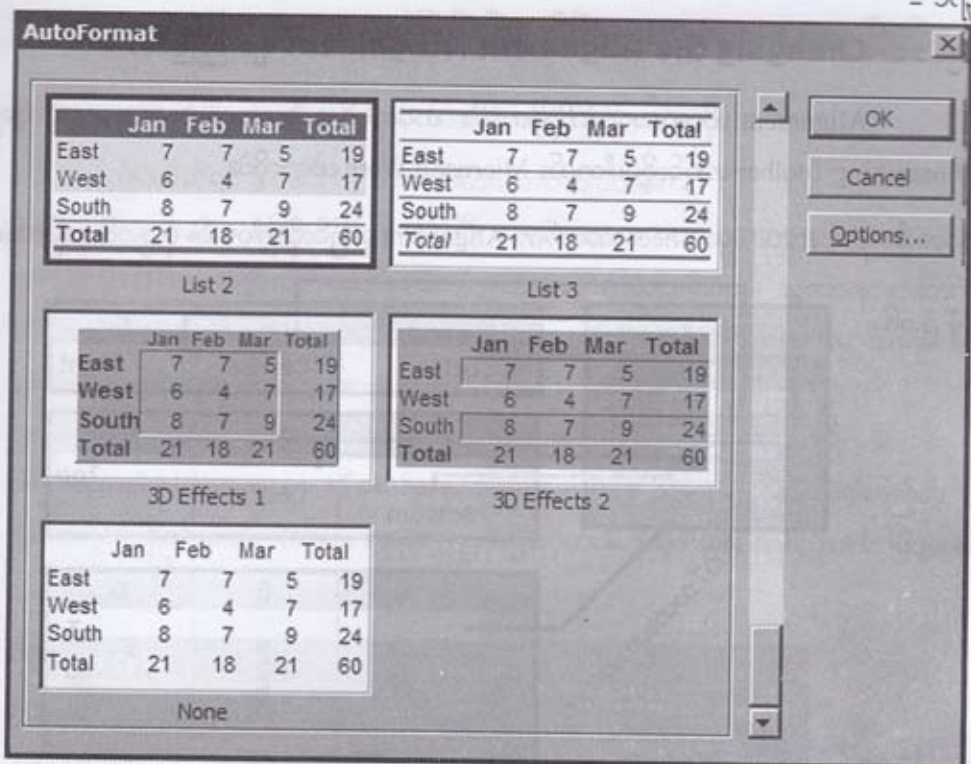 AutoFormat
Jan Feb Mar Total
East 7 7 5 19
West 6 4 7 17
South 8 7 9 24
Total 21 18 21 60
List 2
Jan Feb Mar Total
East 7 7 5 19
West 6 4 7 17
South 8 7 9 24
Total 21 18 21 60
List 3
Jan Feb Mar Total
East 7 7 5 19
West 6 4 7 17
South 8 7 9 24
Total 21 18 21 60
3D Effects 1
Jan Feb Mar Total
East 7 7 5 19
West 6 4 7 17
South 8 7 9 24
Total 21 18 21 60
3D Effects 2
Jan Feb Mar Total
East 7 7 5 19
West 6 4 7 17
South 8 7 9 24
Total 21 18 21 60
None
OK
Cancel
Options...